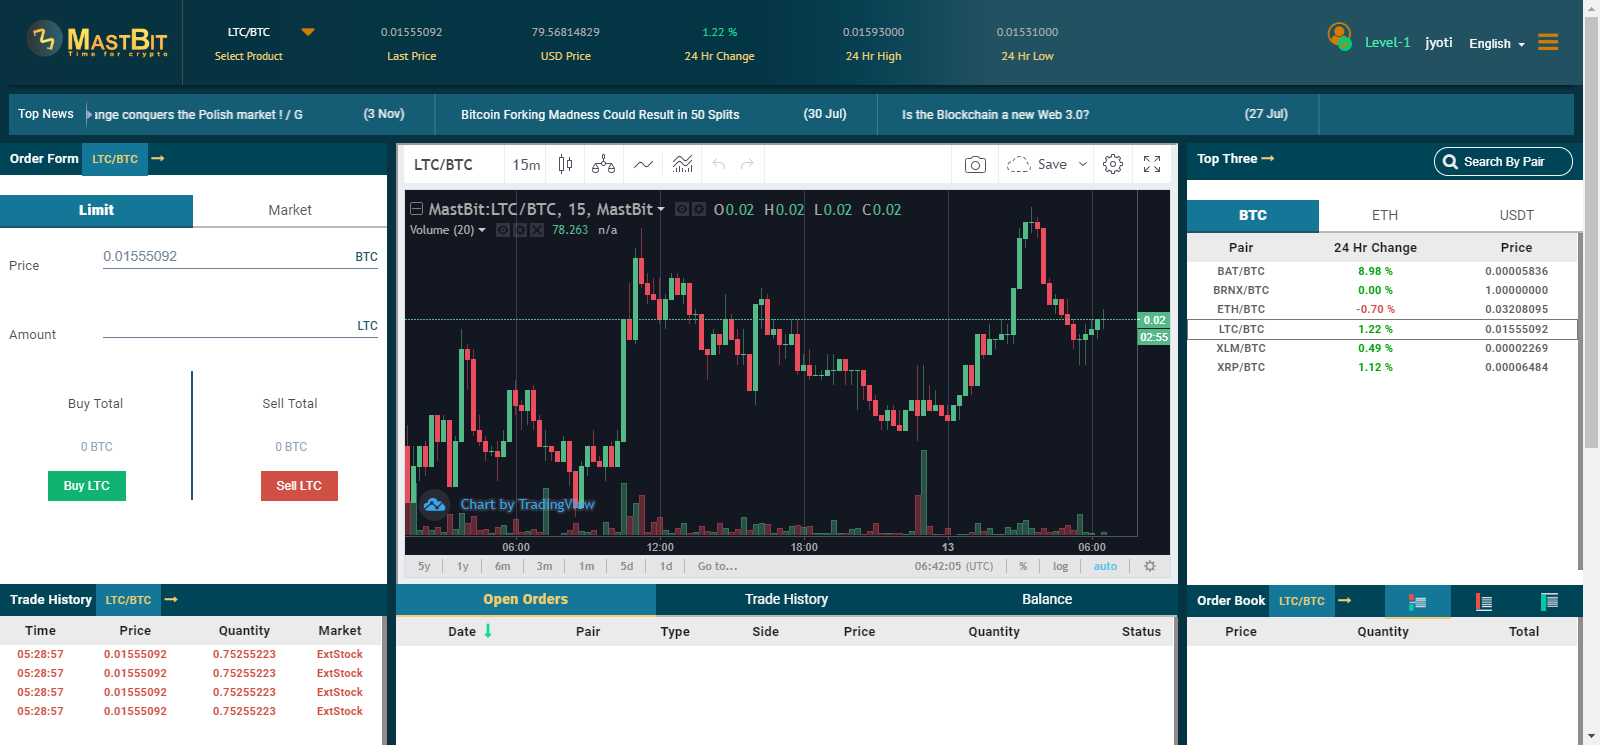 MASTBIT
Time for crypto
LTC/BTC
Select Product
0.01555092
Last Price
79.56814829
USD Price
1.22 %
24 Hr Change
0.01593000
24 Hr High
0.01531000
24 Hr Low
Level-1
jyoti
English
Top News
nge conquers the Polish market ! / G (3 Nov)
Bitcoin Forking Madness Could Result in 50 Splits (30 Jul)
Is the Blockchain a new Web 3.0? (27 Jul)
Order Form LTC/BTC
Limit Market
Price 0.01555092 BTC
Amount LTC
Buy Total Sell Total
0 BTC 0 BTC
Buy LTC Sell LTC
LTC/BTC 15m Save
MastBit:LTC/BTC, 15, MastBit O0.02 H0.02 L0.02 C0.02
Volume (20) 78.263 n/a
0.02
02:55
Chart by TradingView
06:00 12:00 18:00 13 06:00
5y 1y 6m 3m 1m 5d 1d Go to... 06:42:05 (UTC) % log auto
Top Three
Search By Pair
BTC ETH USDT
Pair 24 Hr Change Price
BAT/BTC 8.98 % 0.00005836
BRNX/BTC 0.00 % 1.00000000
ETH/BTC -0.70 % 0.03208095
LTC/BTC 1.22 % 0.01555092
XLM/BTC 0.49 % 0.00002269
XRP/BTC 1.12 % 0.00006484
Trade History LTC/BTC
Time Price Quantity Market
05:28:57 0.01555092 0.75255223 ExtStock
05:28:57 0.01555092 0.75255223 ExtStock
05:28:57 0.01555092 0.75255223 ExtStock
05:28:57 0.01555092 0.75255223 ExtStock
Open Orders Trade History Balance
Date Pair Type Side Price Quantity Status
Order Book LTC/BTC
Price Quantity Total